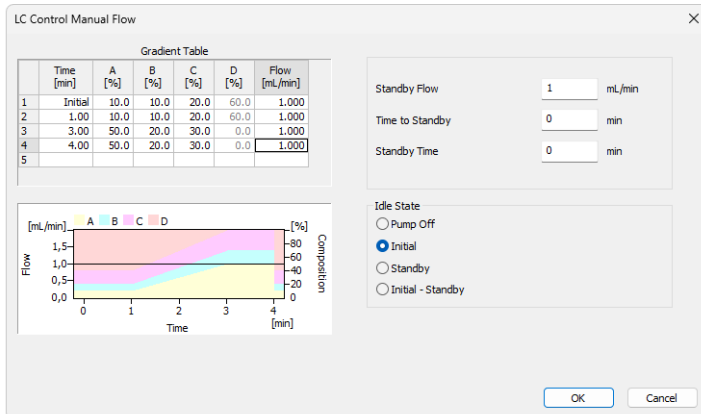 LC Control Manual Flow
Gradient Table
Time [min] A [%] B [%] C [%] D [%] Flow [mL/min]
1 Initial 10.0 10.0 20.0 60.0 1.000
2 1.00 10.0 10.0 20.0 60.0 1.000
3 3.00 50.0 20.0 30.0 0.0 1.000
4 4.00 50.0 20.0 30.0 0.0 1.000
5
Standby Flow 1 mL/min
Time to Standby 0 min
Standby Time 0 min
[mL/min] A B C D [%]
1,5
1,0
0,5
0,0
Flow
80
60
40
20
0
Composition
0 1 2 3 4
[min]
Time
Idle State
Pump Off
Initial
Standby
Initial - Standby
OK Cancel